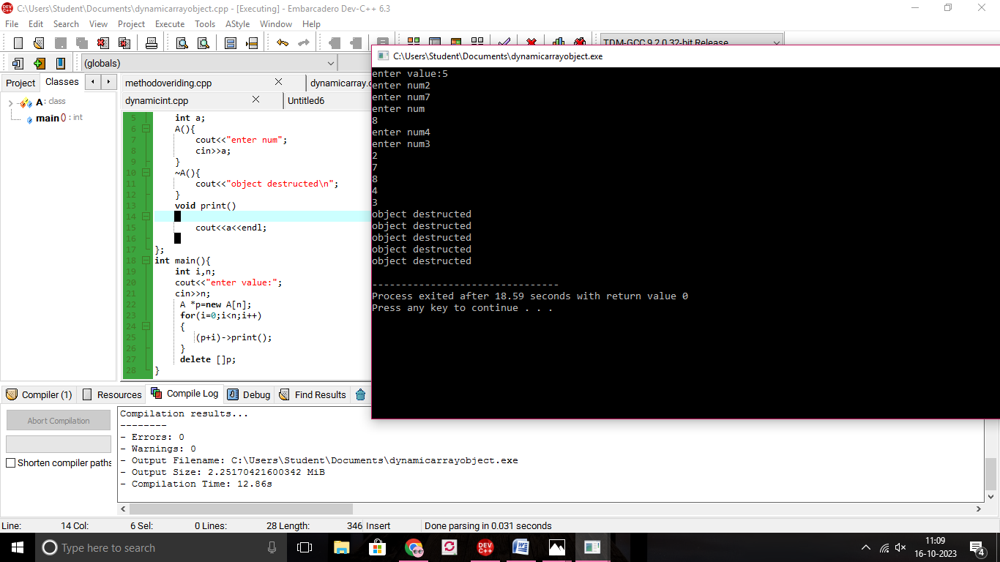 C:\Users\Student\Documents\dynamicarrayobject.cpp - [Executing] - Embarcadero Dev-C++ 6.3
File Edit Search View Project Execute Tools AStyle Window Help
TDM-GCC 9.2.0 32-bit Release
(globals)
Project Classes
A : class
main () : int
methodoveriding.cpp dynamicarray.c
dynamicint.cpp Untitled6
5 int a;
6 A(){
7 cout<<"enter num";
8 cin>>a;
9 }
10 ~A(){
11 cout<<"object destructed\n";
12 }
13 void print()
14
15 cout<<a<<endl;
16
17 };
18 int main(){
19 int i,n;
20 cout<<"enter value:";
21 cin>>n;
22 A *p=new A[n];
23 for(i=0;i<n;i++)
24 {
25 (p+i)->print();
26 }
27 delete []p;
28 }
C:\Users\Student\Documents\dynamicarrayobject.exe
enter value:5
enter num2
enter num7
enter num
8
enter num4
enter num3
2
7
8
4
3
object destructed
object destructed
object destructed
object destructed
object destructed
--------------------------------
Process exited after 18.59 seconds with return value 0
Press any key to continue . . .
Compiler (1) Resources Compile Log Debug Find Results
Abort Compilation
Shorten compiler paths
Compilation results...
--------
- Errors: 0
- Warnings: 0
- Output Filename: C:\Users\Student\Documents\dynamicarrayobject.exe
- Output Size: 2.25170421600342 MiB
- Compilation Time: 12.86s
Line: 14 Col: 6 Sel: 0 Lines: 28 Length: 346 Insert Done parsing in 0.031 seconds
Type here to search
DEV C++
11:09
16-10-2023
4